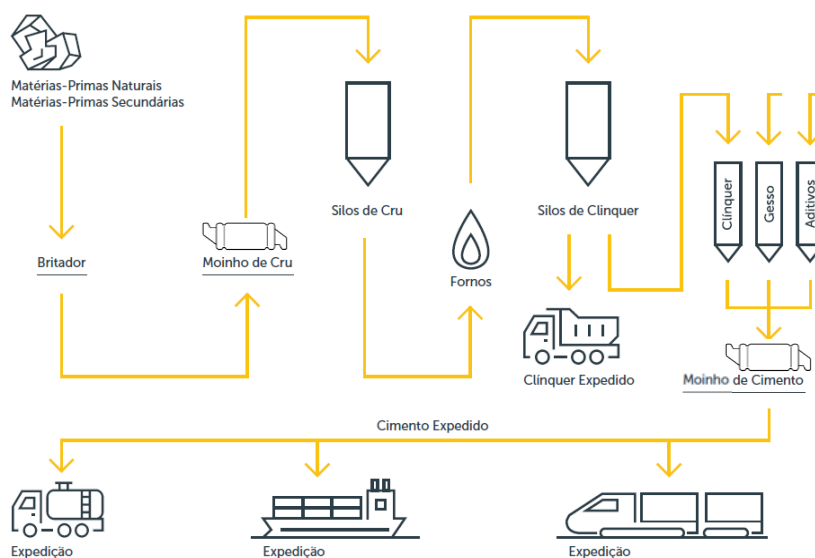 Matérias-Primas Naturais
Matérias-Primas Secundárias
Silos de Cru
Silos de Clinquer
Clínquer
Gesso
Aditivos
Britador
Moinho de Cru
Fornos
Clínquer Expedido
Moinho de Cimento
Cimento Expedido
Expedição
Expedição
Expedição